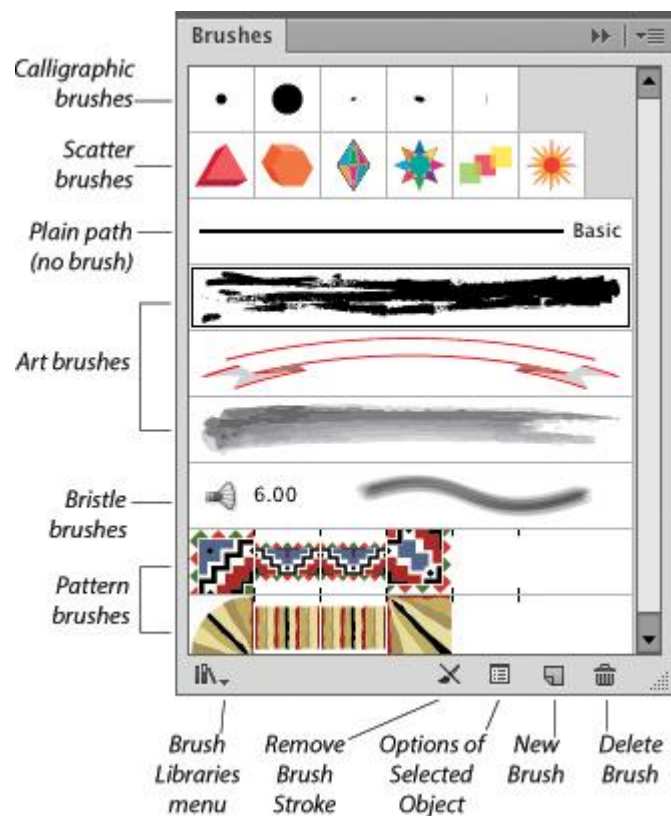 Brushes
Calligraphic
brushes
Scatter
brushes
Plain path
(no brush)
Basic
Art brushes
Bristle
brushes
6.00
Pattern
brushes
Brush
Libraries
menu
Remove
Brush
Stroke
Options of
Selected
Object
New
Brush
Delete
Brush